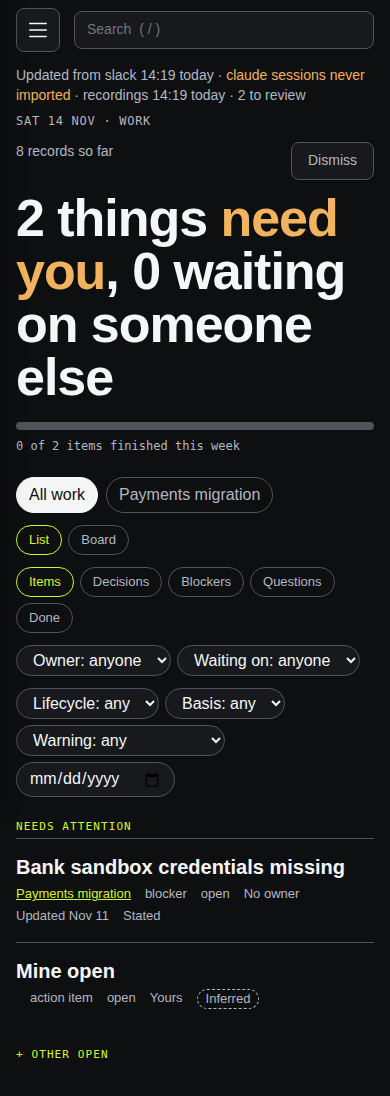 Search ( / )
Updated from slack 14:19 today · claude sessions never
imported · recordings 14:19 today · 2 to review
SAT 14 NOV · WORK
8 records so far
Dismiss
2 things need
you, 0 waiting
on someone
else
0 of 2 items finished this week
All work Payments migration
List Board
Items Decisions Blockers Questions
Done
Owner: anyone Waiting on: anyone
Lifecycle: any Basis: any
Warning: any
mm/dd/yyyy
NEEDS ATTENTION
Bank sandbox credentials missing
Payments migration blocker open No owner
Updated Nov 11 Stated
Mine open
action item open Yours Inferred
+ OTHER OPEN